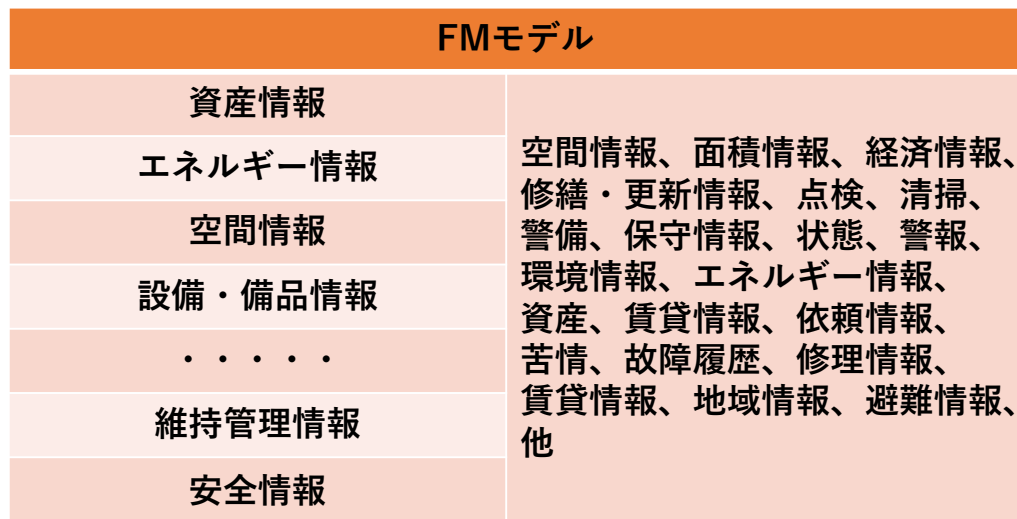 FMモデル
資産情報
エネルギー情報
空間情報
設備・備品情報
・・・・・
維持管理情報
安全情報
空間情報、面積情報、経済情報、
修繕・更新情報、点検、清掃、
警備、保守情報、状態、警報、
環境情報、エネルギー情報、
資産、賃貸情報、依頼情報、
苦情、故障履歴、修理情報、
賃貸情報、地域情報、避難情報、
他